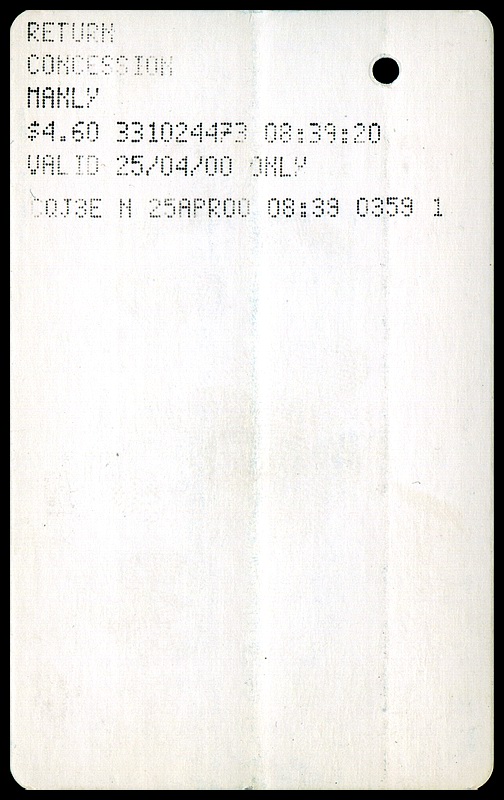 RETURN
CONCESSION
MANLY
$4.60 331024473 08:39:20
VALID 25/04/00 ONLY
M 25APR00 08:39 0359 1